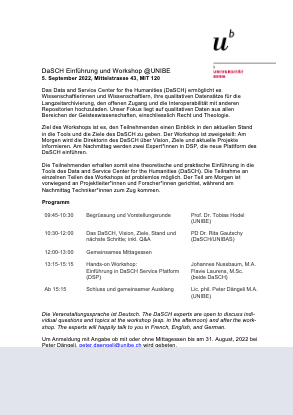 u
b
UNIVERSITÄT
BERN
DaSCH Einführung und Workshop @UNIBE
5. September 2022, Mittelstrasse 43, MIT 120
Das Data and Service Center for the Humanities (DaSCH) ermöglicht es
Wissenschaftlerinnen und Wissenschaftlern, ihre qualitativen Datensätze für die
Langzeitarchivierung, den offenen Zugang und die Interoperabilität mit anderen
Repositorien hochzuladen. Unser Fokus liegt auf qualitativen Daten aus allen
Bereichen der Geisteswissenschaften, einschliesslich Recht und Theologie.
Ziel des Workshops ist es, den Teilnehmenden einen Einblick in den aktuellen Stand
in die Tools und die Ziele des DaSCH zu geben. Der Workshop ist zweigeteilt: Am
Morgen wird die Direktorin des DaSCH über Vision, Ziele und aktuelle Projekte
informieren. Am Nachmittag werden zwei Expert*innen in DSP, die neue Plattform des
DaSCH einführen.
Die Teilnehmenden erhalten somit eine theoretische und praktische Einführung in die
Tools des Data and Service Center for the Humanities (DaSCH). Die Teilnahme an
einzelnen Teilen des Workshops ist problemlos möglich. Der Teil am Morgen ist
vorwiegend an Projektleiter*innen und Forscher*innen gerichtet, während am
Nachmittag Techniker*innen zum Zug kommen.
Programm
09:45-10:30 Begrüssung und Vorstellungsrunde Prof. Dr. Tobias Hodel
(UNIBE)
10:30-12:00 Das DaSCH, Vision, Ziele, Stand und PD Dr. Rita Gautschy
nächste Schritte; inkl. Q&A (DaSCH/UNIBAS)
12:00-13:00 Gemeinsames Mittagessen
13:15-15:15 Hands-on Workshop: Johannes Nussbaum, M.A.
Einführung in DaSCH Service Platform Flavie Laurens, M.Sc.
(DSP) (beide DaSCH)
Ab 15:15 Schluss und gemeinsamer Ausklang Lic. phil. Peter Dängeli M.A.
(UNIBE)
Die Veranstaltungssprache ist Deutsch. The DaSCH experts are open to discuss indi-
vidual questions and topics at the workshop (esp. in the afternoon) and after the work-
shop. The experts will happily talk to you in French, English, and German.
Um Anmeldung mit Angabe ob mit oder ohne Mittagessen bis am 31. August, 2022 bei
Peter Dängeli, peter.daengeli@unibe.ch wird gebeten.